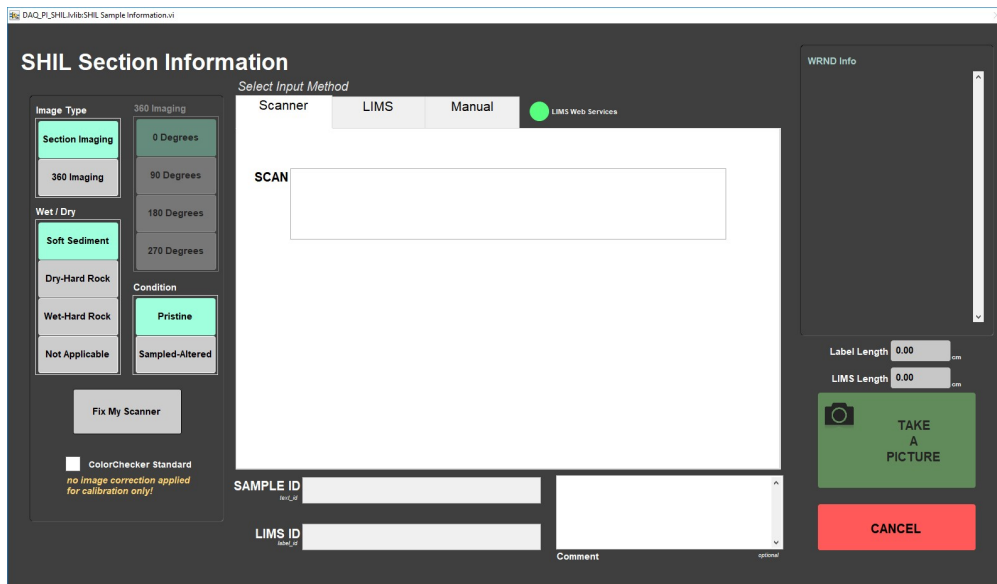 DAQ_PI_SHIL.lvlib:SHIL Sample Information.vi
SHIL Section Information
Select Input Method
Scanner
LIMS
Manual
LIMS Web Services
Image Type
Section Imaging
360 Imaging
360 Imaging
0 Degrees
90 Degrees
180 Degrees
270 Degrees
Wet / Dry
Soft Sediment
Dry-Hard Rock
Wet-Hard Rock
Not Applicable
Condition
Pristine
Sampled-Altered
Fix My Scanner
ColorChecker Standard
no image correction applied
for calibration only!
SCAN
SAMPLE ID
text_id
LIMS ID
label_id
Comment
optional
WRND Info
Label Length 0.00 cm
LIMS Length 0.00 cm
TAKE
A
PICTURE
CANCEL